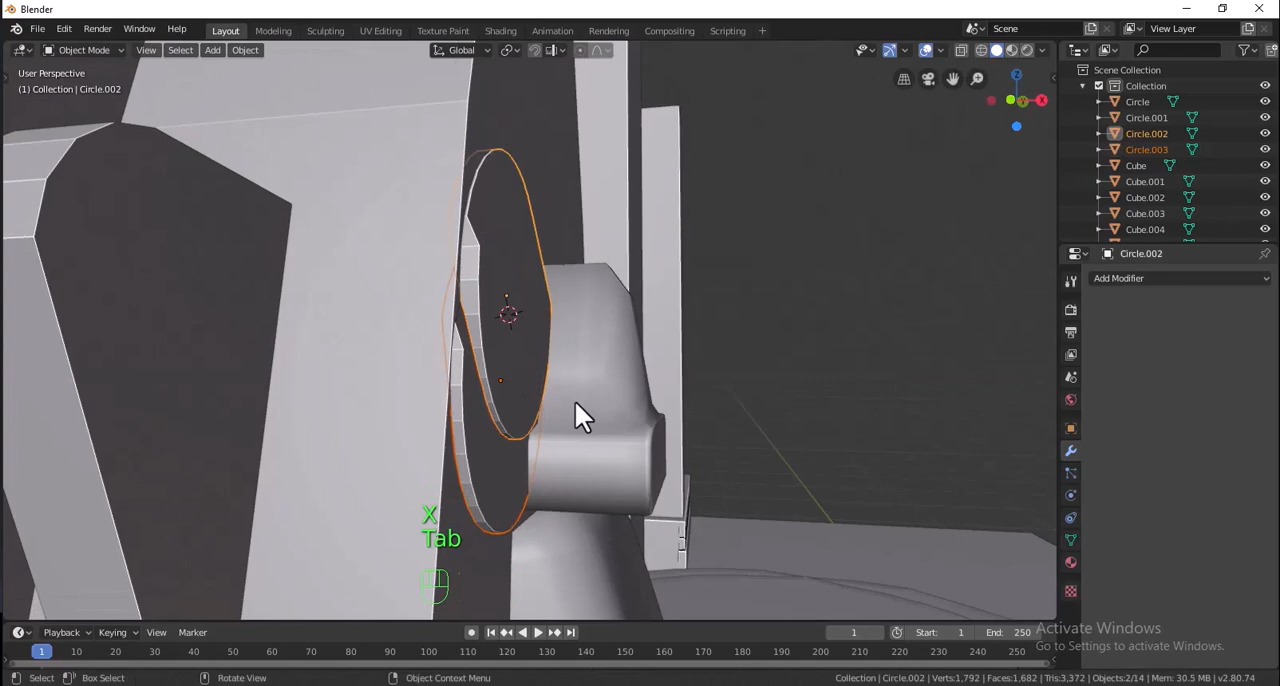 Blender
File Edit Render Window Help Layout Modeling Sculpting UV Editing Texture Paint Shading Animation Rendering Compositing Scripting + Scene View Layer
Object Mode View Select Add Object Global
User Perspective
(1) Collection | Circle.002
Z
X
Scene Collection
Collection
Circle
Circle.001
Circle.002
Circle.003
Cube
Cube.001
Cube.002
Cube.003
Cube.004
Circle.002
Add Modifier
X
Tab
Playback Keying View Marker 1 Start: 1 End: 250
1 10 20 30 40 50 60 70 80 90 100 110 120 130 140 150 160 170 180 190 200 210 220 230 240 250
Activate Windows
Go to Settings to activate Windows.
Select Box Select Rotate View Object Context Menu Collection | Circle.002 | Verts:1,792 | Faces:1,682 | Tris:3,372 | Objects:2/14 | Mem: 30.5 MB | v2.80.74